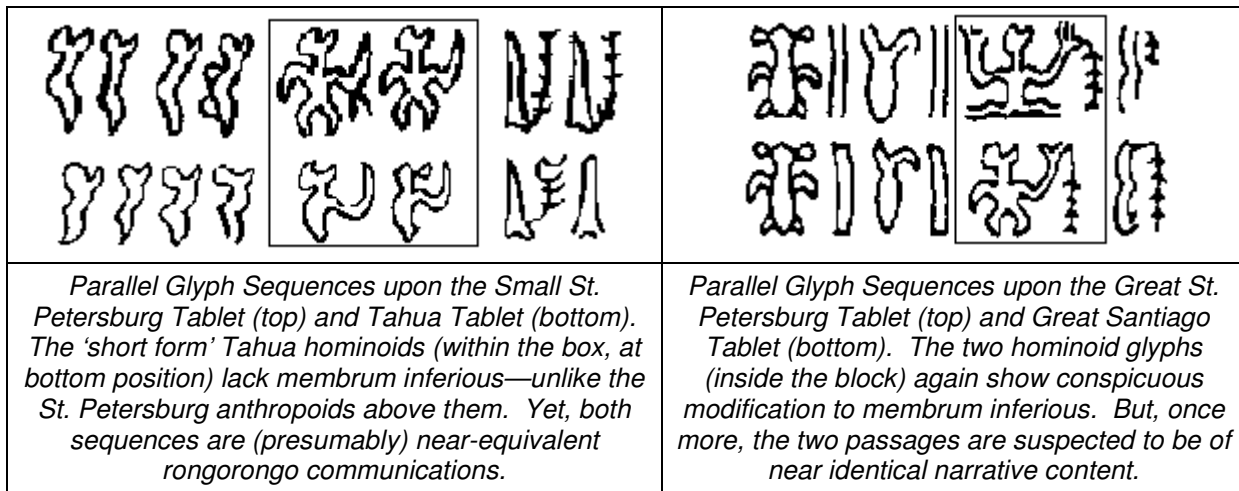 Parallel Glyph Sequences upon the Small St.
Petersburg Tablet (top) and Tahua Tablet (bottom).
The ‘short form’ Tahua hominoids (within the box, at
bottom position) lack membrum inferious—unlike the
St. Petersburg anthropoids above them. Yet, both
sequences are (presumably) near-equivalent
rongorongo communications.
Parallel Glyph Sequences upon the Great St.
Petersburg Tablet (top) and Great Santiago
Tablet (bottom). The two hominoid glyphs
(inside the block) again show conspicuous
modification to membrum inferious. But, once
more, the two passages are suspected to be of
near identical narrative content.